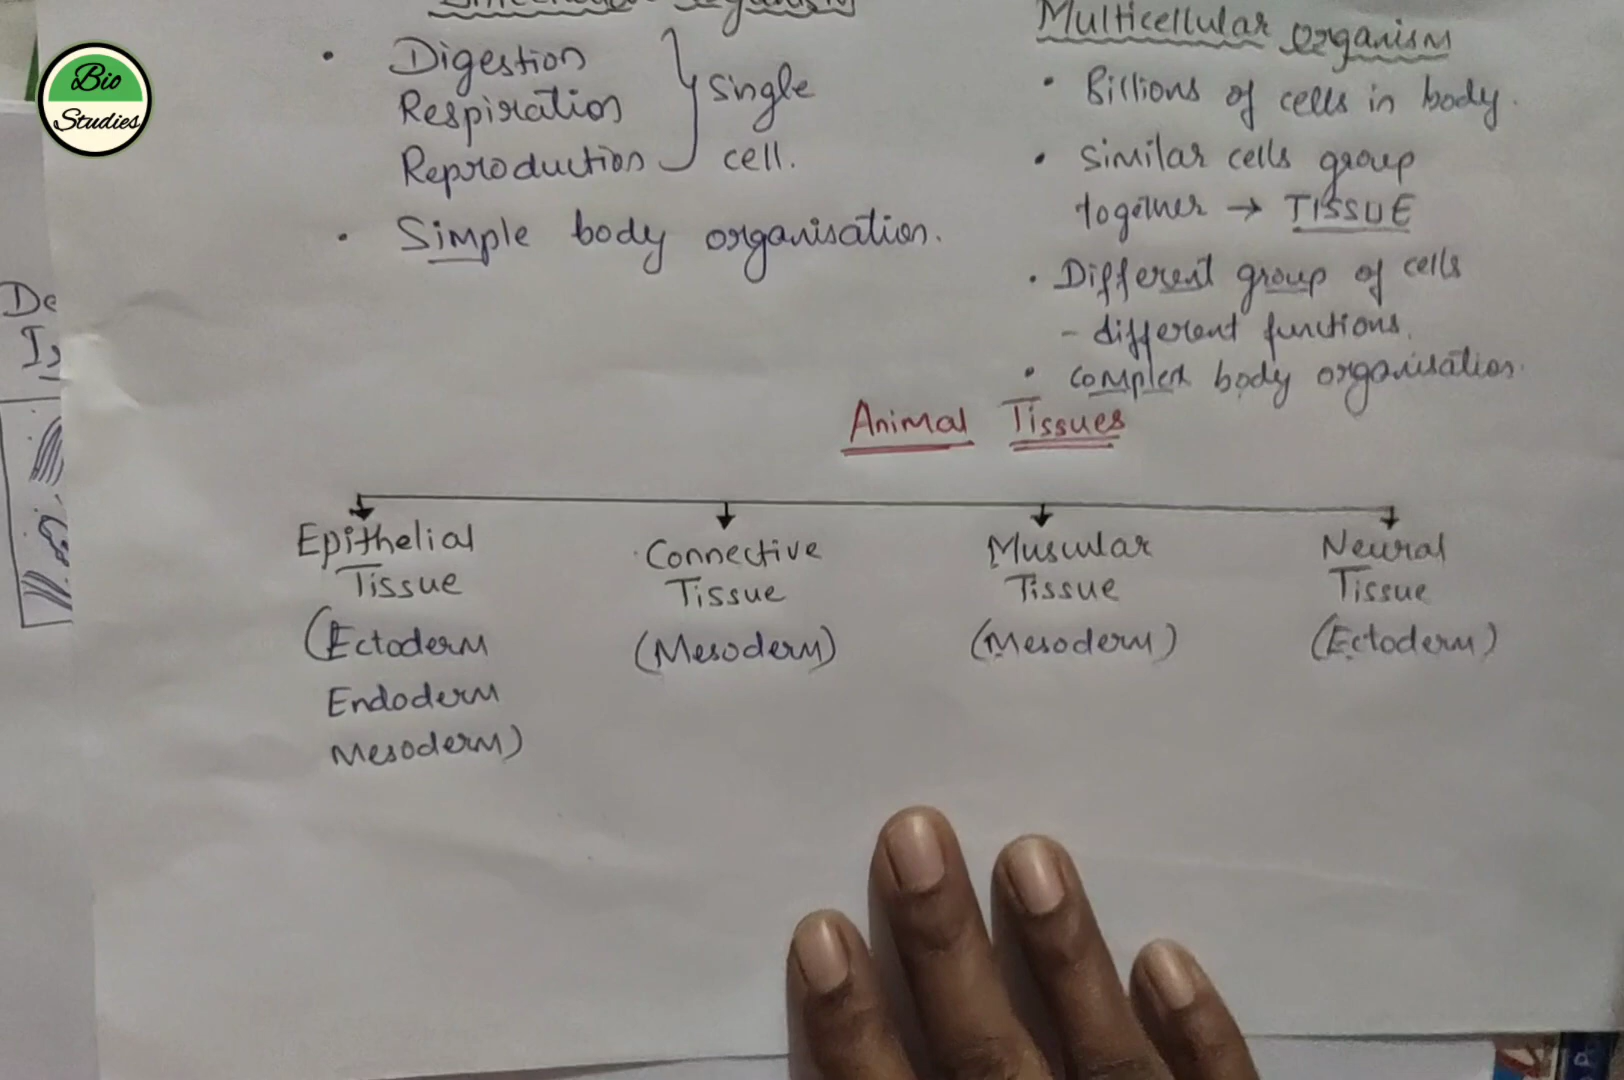 Bio
Studies
organism
Digestion
Respiration
Reproduction
single
cell.
Simple body organisation.
Multicellular organism
Billions of cells in body.
similar cells group
together → TISSUE
Different group of cells
- different functions.
complex body organisation.
Animal Tissues
Epithelial
Tissue
(Ectoderm
Endoderm
Mesoderm)
Connective
Tissue
(Mesoderm)
Muscular
Tissue
(Mesoderm)
Neural
Tissue
(Ectoderm)